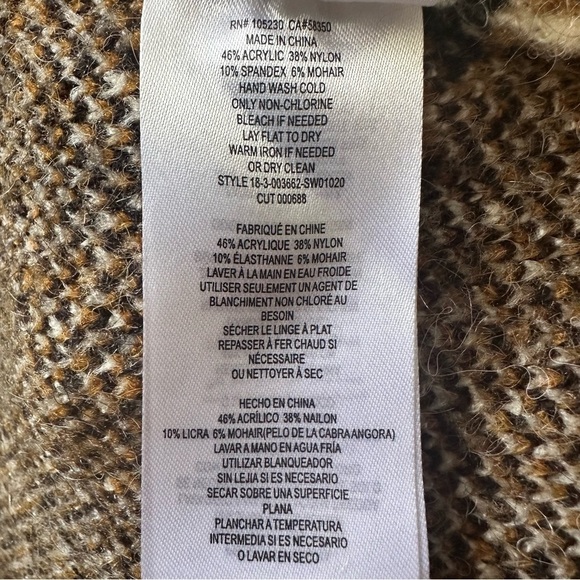 RN# 105230 CA#58350
MADE IN CHINA
46% ACRYLIC 38% NYLON
10% SPANDEX 6% MOHAIR
HAND WASH COLD
ONLY NON-CHLORINE
BLEACH IF NEEDED
LAY FLAT TO DRY
WARM IRON IF NEEDED
OR DRY CLEAN
STYLE 18-3-003662-SW01020
CUT 000688
FABRIQUÉ EN CHINE
46% ACRYLIQUE 38% NYLON
10% ÉLASTHANNE 6% MOHAIR
LAVER À LA MAIN EN EAU FROIDE
UTILISER SEULEMENT UN AGENT DE
BLANCHIMENT NON CHLORÉ AU
BESOIN
SÉCHER LE LINGE À PLAT
REPASSER À FER CHAUD SI
NÉCESSAIRE
OU NETTOYER À SEC
HECHO EN CHINA
46% ACRÍLICO 38% NAILON
10% LICRA 6% MOHAIR(PELO DE LA CABRA ANGORA)
LAVAR A MANO EN AGUA FRÍA
UTILIZAR BLANQUEADOR
SIN LEJIA SI ES NECESARIO
SECAR SOBRE UNA SUPERFICIE
PLANA
PLANCHAR A TEMPERATURA
INTERMEDIA SI ES NECESARIO
O LAVAR EN SECO